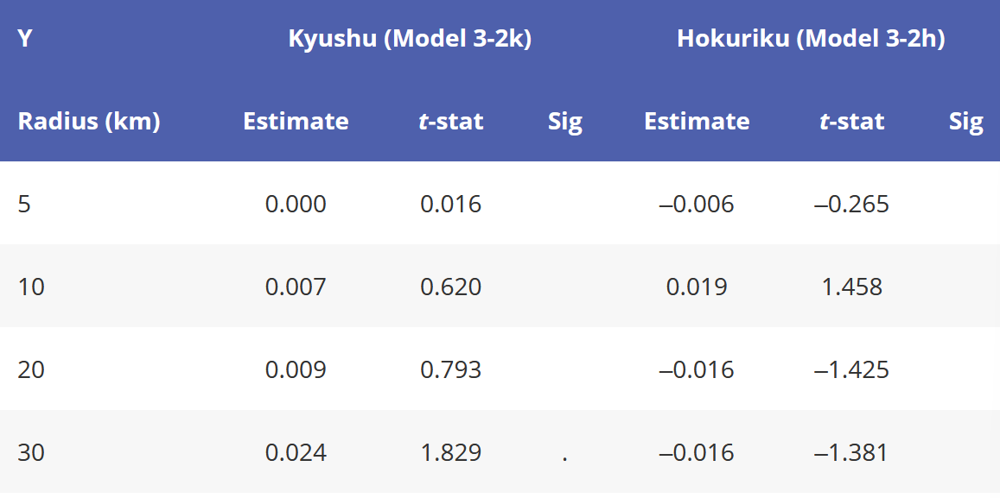 Y Kyushu (Model 3-2k) Hokuriku (Model 3-2h)
Radius (km) Estimate t-stat Sig Estimate t-stat Sig
5 0.000 0.016 –0.006 –0.265
10 0.007 0.620 0.019 1.458
20 0.009 0.793 –0.016 –1.425
30 0.024 1.829 . –0.016 –1.381